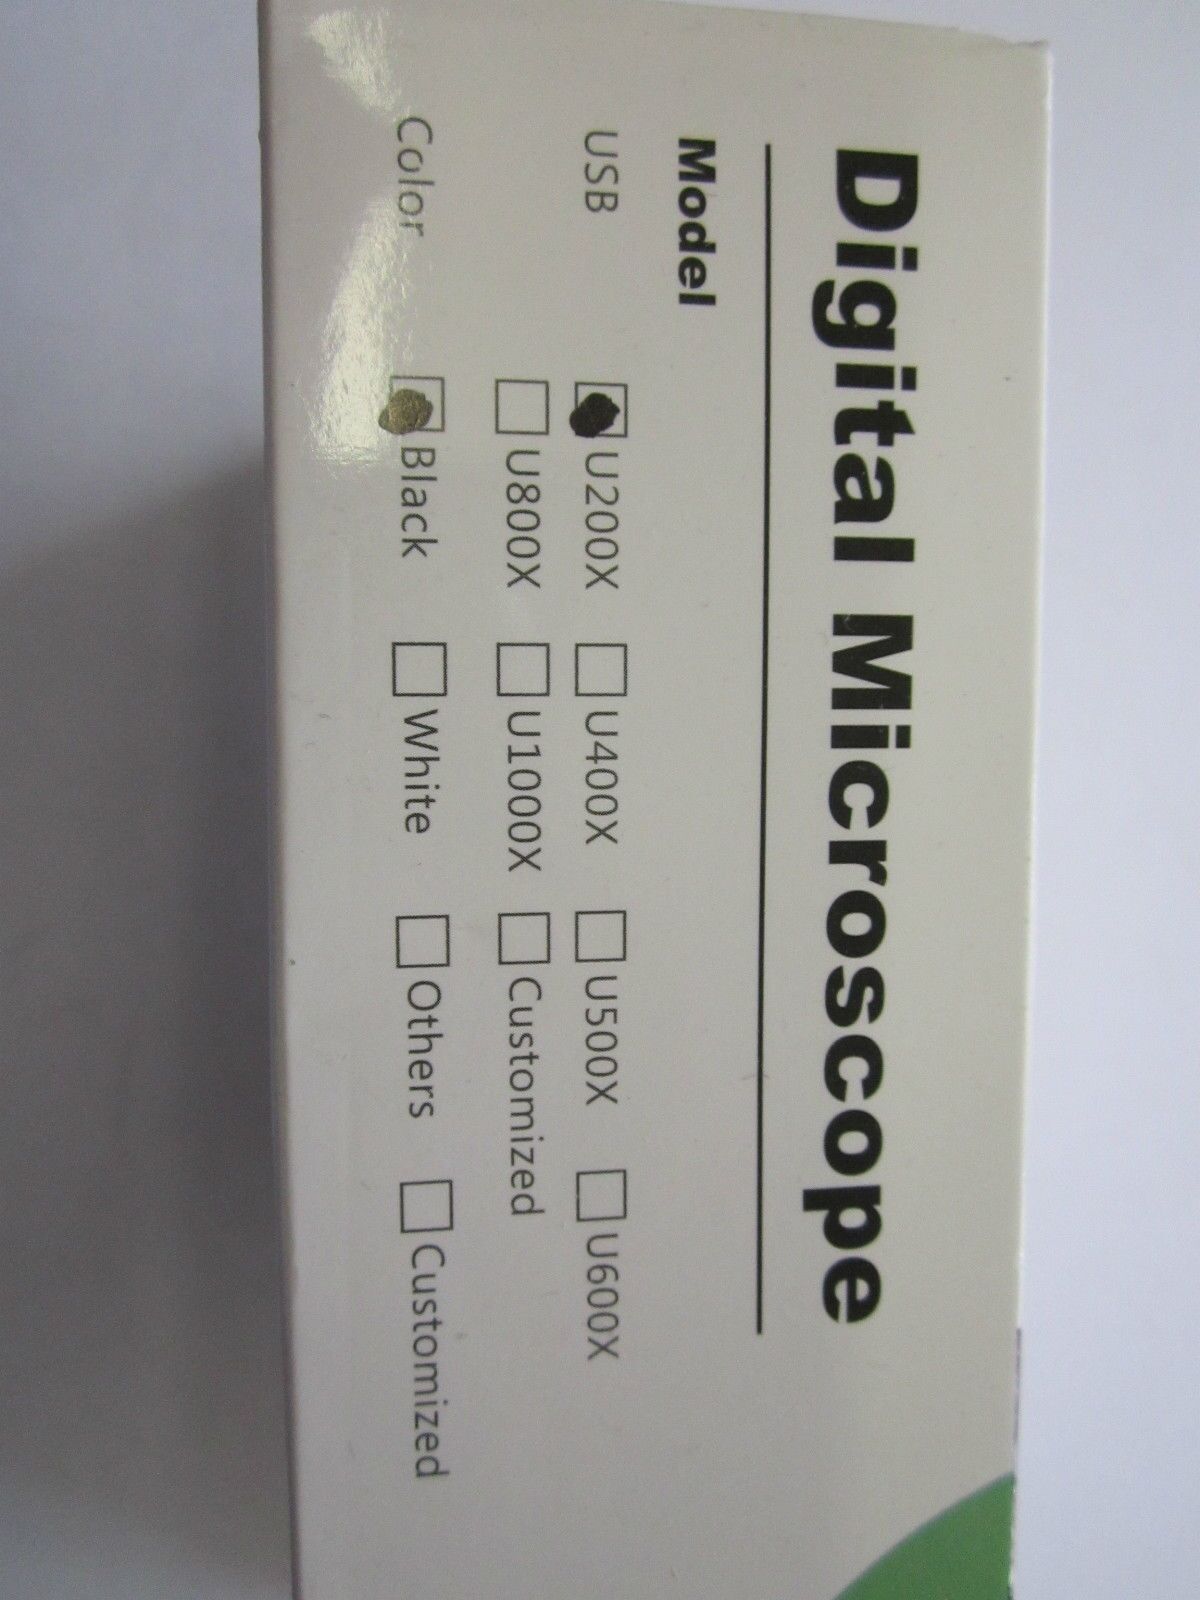 Digital Microscope
Model
USB U200X U400X U500X U600X
U800X U1000X Customized
Color Black White Others Customized